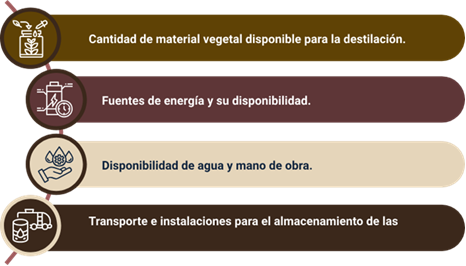 Cantidad de material vegetal disponible para la destilación.
Fuentes de energía y su disponibilidad.
Disponibilidad de agua y mano de obra.
Transporte e instalaciones para el almacenamiento de las